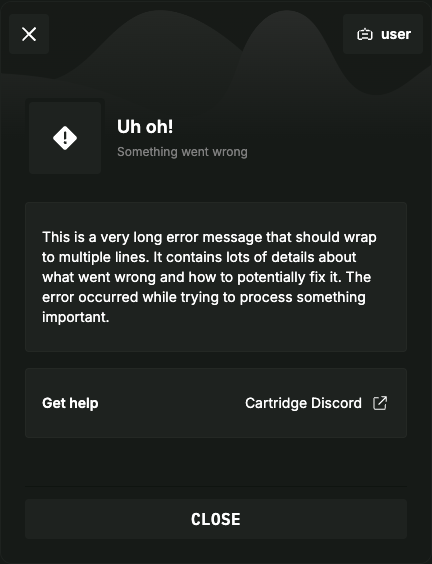 user
Uh oh!
Something went wrong
This is a very long error message that should wrap
to multiple lines. It contains lots of details about
what went wrong and how to potentially fix it. The
error occurred while trying to process something
important.
Get help
Cartridge Discord
CLOSE